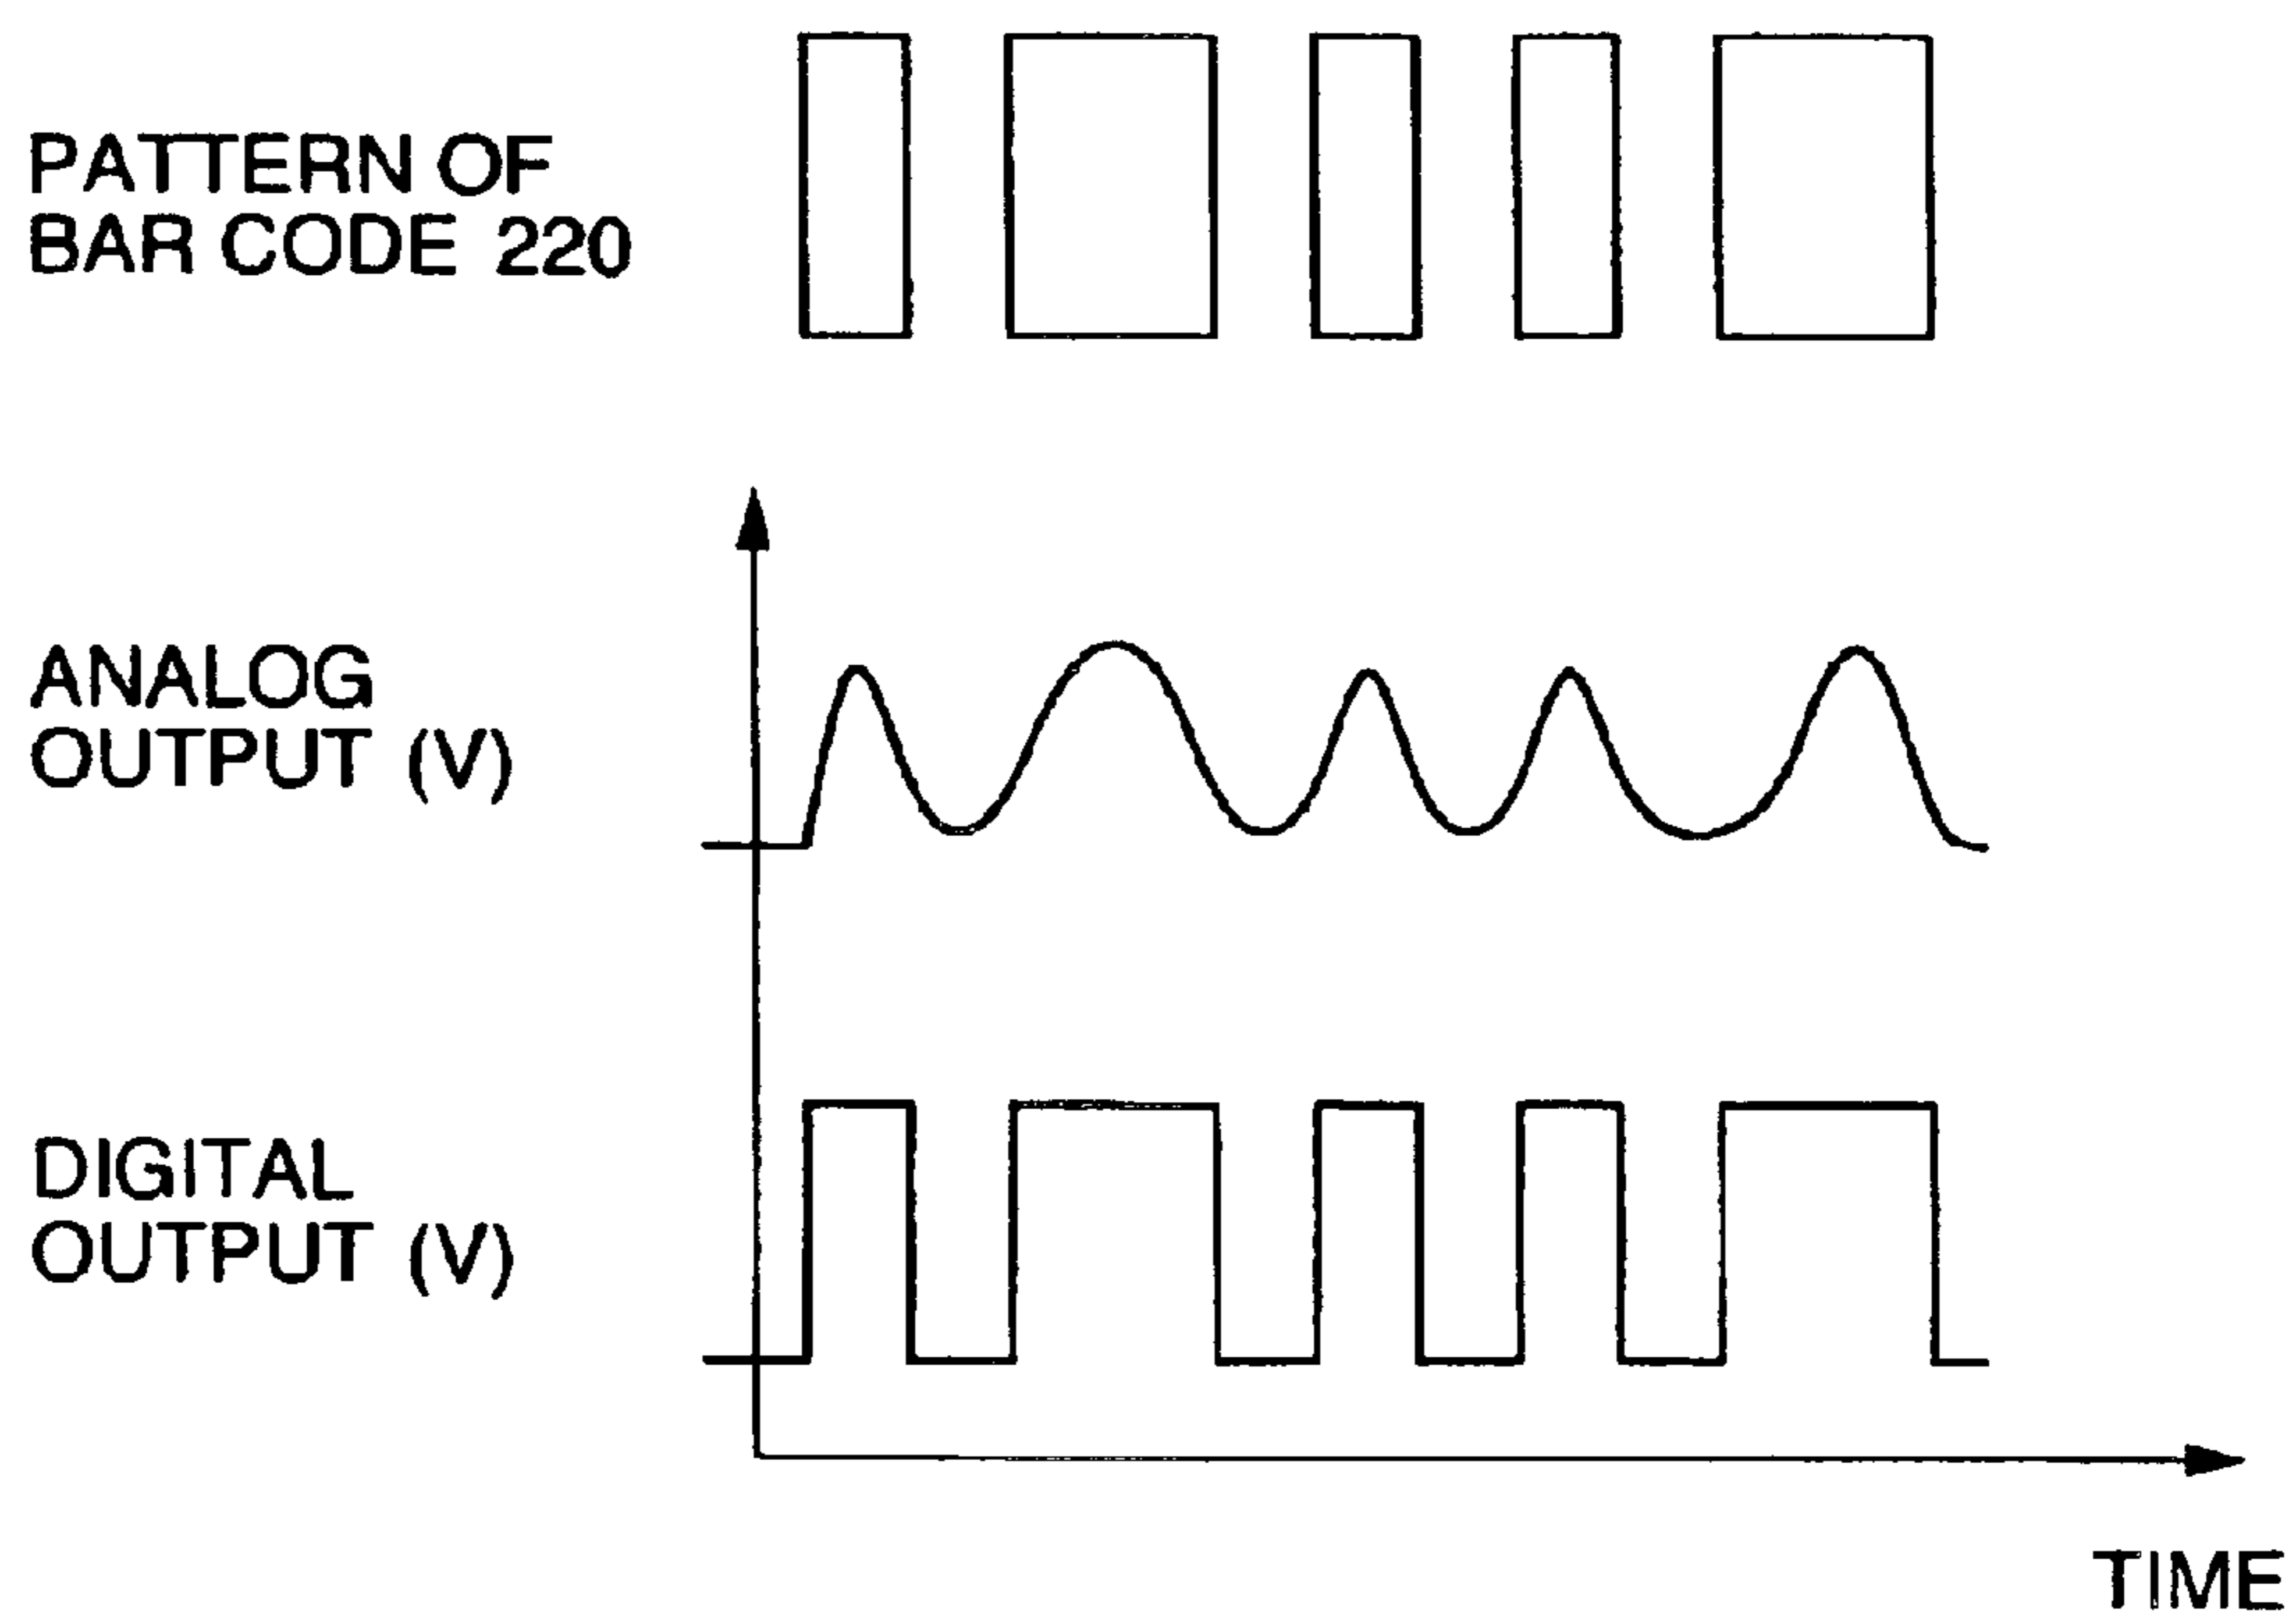 PATTERN OF
BAR CODE 220
ANALOG
OUTPUT (V)
DIGITAL
OUTPUT (V)
TIME